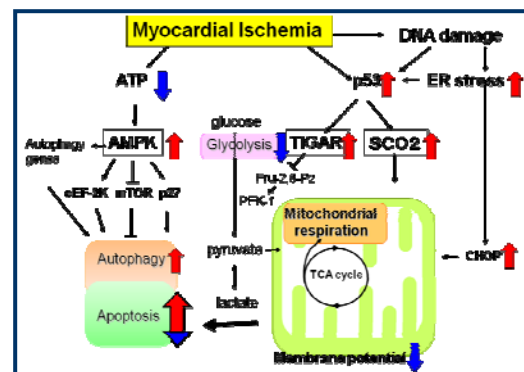 Myocardial Ischemia
DNA damage
ATP
p53
ER stress
glucose
Autophagy
genes
AMPK
Glycolysis
TIGAR
SCO2
Fru-2,6-P2
PFK-1
eEF-2K mTOR p27
Mitochondrial
respiration
Autophagy
pyruvate
CHOP
TCA cycle
lactate
Apoptosis
Membrane potential